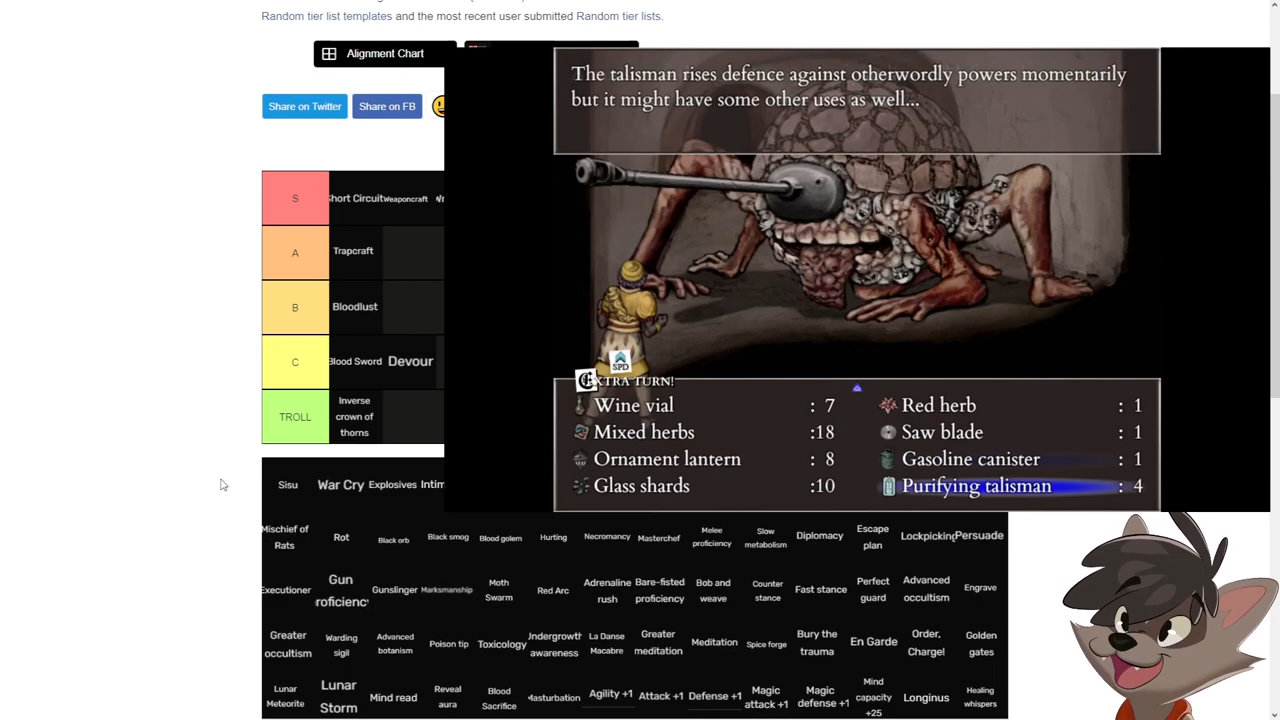 Random tier list templates and the most recent user submitted Random tier lists.
Alignment Chart
Share on Twitter Share on FB
The talisman rises defence against otherwordly powers momentarily
but it might have some other uses as well...
S
Short Circuit
Weaponcraft
A
Trapcraft
B
Bloodlust
C
Blood Sword
Devour
TROLL
Inverse
crown of
thorns
SPD
EXTRA TURN!
Wine vial : 7
Red herb : 1
Mixed herbs :18
Saw blade : 1
Ornament lantern : 8
Gasoline canister : 1
Glass shards :10
Purifying talisman : 4
Sisu
War Cry
Explosives
Intim
Mischief of
Rats
Rot
Black orb
Black smog
Blood golem
Hurting
Necromancy
Masterchef
Melee
proficiency
Slow
metabolism
Diplomacy
Escape
plan
Lockpicking
Persuade
Executioner
Gun
proficiency
Gunslinger
Marksmanship
Moth
Swarm
Red Arc
Adrenaline
rush
Bare-fisted
proficiency
Bob and
weave
Counter
stance
Fast stance
Perfect
guard
Advanced
occultism
Engrave
Greater
occultism
Warding
sigil
Advanced
botanism
Poison tip
Toxicology
Undergrowth
awareness
La Danse
Macabre
Greater
meditation
Meditation
Spice forge
Bury the
trauma
En Garde
Order,
Charge!
Golden
gates
Lunar
Meteorite
Lunar
Storm
Mind read
Reveal
aura
Blood
Sacrifice
Masturbation
Agility +1
Attack +1
Defense +1
Magic
attack +1
Magic
defense +1
Mind
capacity
+25
Longinus
Healing
whispers